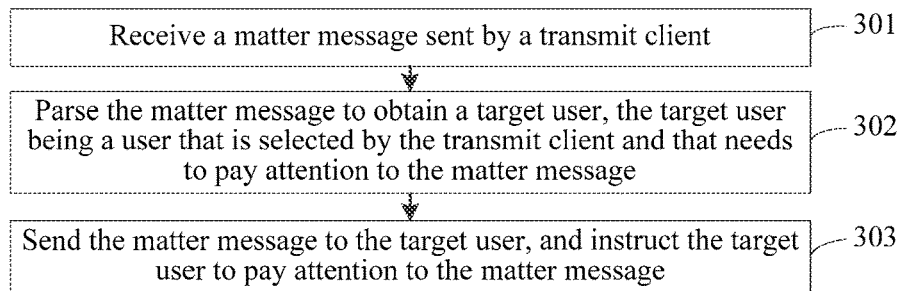 Receive a matter message sent by a transmit client
301
Parse the matter message to obtain a target user, the target user
being a user that is selected by the transmit client and that needs
to pay attention to the matter message
302
Send the matter message to the target user, and instruct the target
user to pay attention to the matter message
303